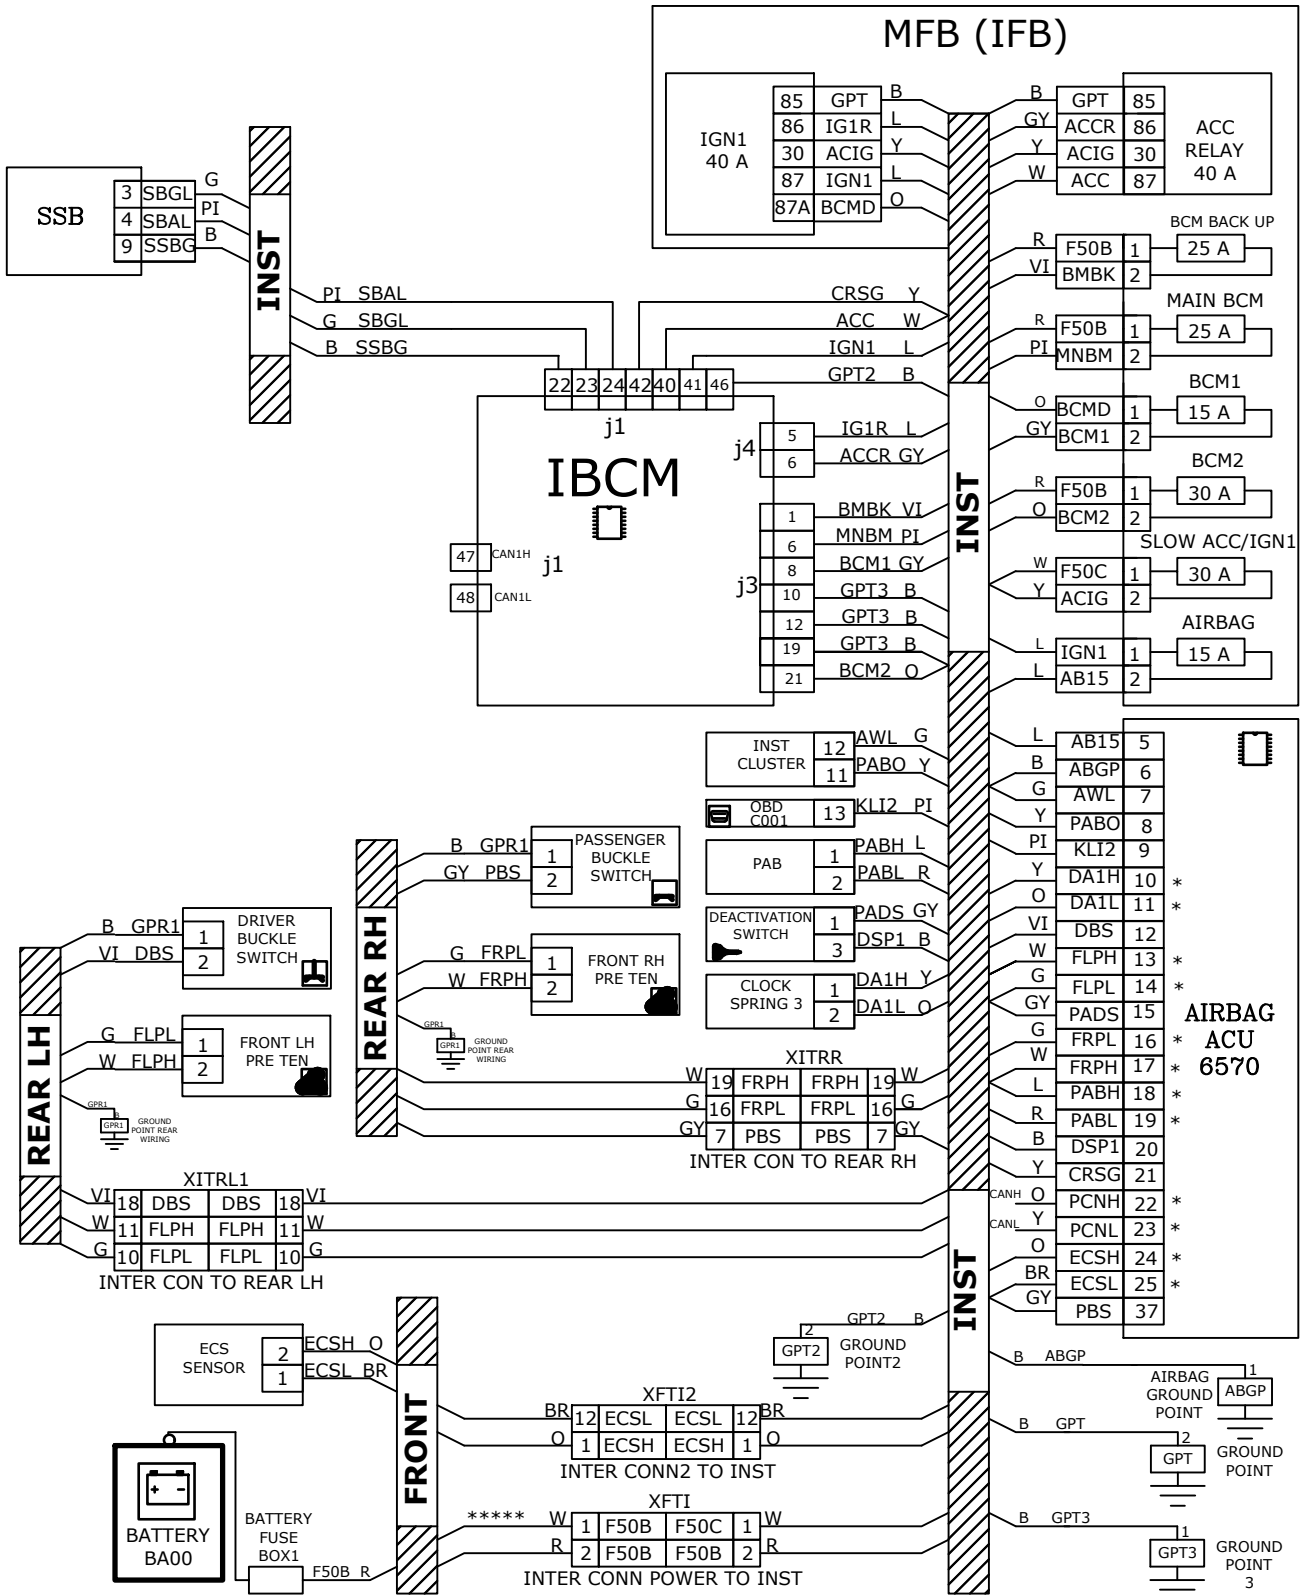 MFB (IFB)
IGN1
40 A
85 GPT B
86 IG1R L
30 ACIG Y
87 IGN1 L
87A BCMD O
B GPT 85
GY ACCR 86
Y ACIG 30
W ACC 87
ACC
RELAY
40 A
SSB
3 SBGL G
4 SBAL PI
9 SSBG B
INST
PI SBAL
G SBGL
B SSBG
CRSG Y
ACC W
IGN1 L
GPT2 B
22 23 24 42 40 41 46
j1
IBCM
j4
5 IG1R L
6 ACCR GY
j3
1 BMBK VI
6 MNBM PI
8 BCM1 GY
10 GPT3 B
12 GPT3 B
19 GPT3 B
21 BCM2 O
47 CAN1H
j1
48 CAN1L
INST
BCM BACK UP
R F50B 1 25 A
VI BMBK 2
MAIN BCM
R F50B 1 25 A
PI MNBM 2
BCM1
O BCMD 1 15 A
GY BCM1 2
BCM2
R F50B 1 30 A
O BCM2 2
SLOW ACC/IGN1
W F50C 1 30 A
Y ACIG 2
AIRBAG
L IGN1 1 15 A
L AB15 2
INST
CLUSTER
12 AWL G
11 PABO Y
OBD
C001
13 KLI2 PI
PAB
1 PABH L
2 PABL R
DEACTIVATION
SWITCH
1 PADS GY
3 DSP1 B
CLOCK
SPRING 3
1 DA1H Y
2 DA1L O
L AB15 5
B ABGP 6
G AWL 7
Y PABO 8
PI KLI2 9
Y DA1H 10 *
O DA1L 11 *
VI DBS 12
W FLPH 13 *
G FLPL 14 *
GY PADS 15
G FRPL 16 *
W FRPH 17 *
L PABH 18 *
R PABL 19 *
B DSP1 20
Y CRSG 21
CANH O PCNH 22 *
CANL Y PCNL 23 *
O ECSH 24 *
BR ECSL 25 *
GY PBS 37
AIRBAG
ACU
6570
REAR RH
B GPR1 1
GY PBS 2
PASSENGER
BUCKLE
SWITCH
G FRPL 1
W FRPH 2
FRONT RH
PRE TEN
GPR1
B
GPR1
GROUND
POINT REAR
WIRING
REAR LH
B GPR1 1
VI DBS 2
DRIVER
BUCKLE
SWITCH
G FLPL 1
W FLPH 2
FRONT LH
PRE TEN
GPR1
B
GPR1
GROUND
POINT REAR
WIRING
XITRR
W 19 FRPH FRPH 19 W
G 16 FRPL FRPL 16 G
GY 7 PBS PBS 7 GY
INTER CON TO REAR RH
XITRL1
VI 18 DBS DBS 18 VI
W 11 FLPH FLPH 11 W
G 10 FLPL FLPL 10 G
INTER CON TO REAR LH
INST
ECS
SENSOR
2 ECSH O
1 ECSL BR
FRONT
GPT2 B
2
GPT2
GROUND
POINT2
XFTI2
BR 12 ECSL ECSL 12 BR
O 1 ECSH ECSH 1 O
INTER CONN2 TO INST
XFTI
***** W 1 F50B F50C 1 W
R 2 F50B F50B 2 R
INTER CONN POWER TO INST
BATTERY
BA00
BATTERY
FUSE
BOX1
F50B R
B ABGP
1
ABGP
AIRBAG
GROUND
POINT
B GPT
2
GPT
GROUND
POINT
B GPT3
1
GPT3
GROUND
POINT
3